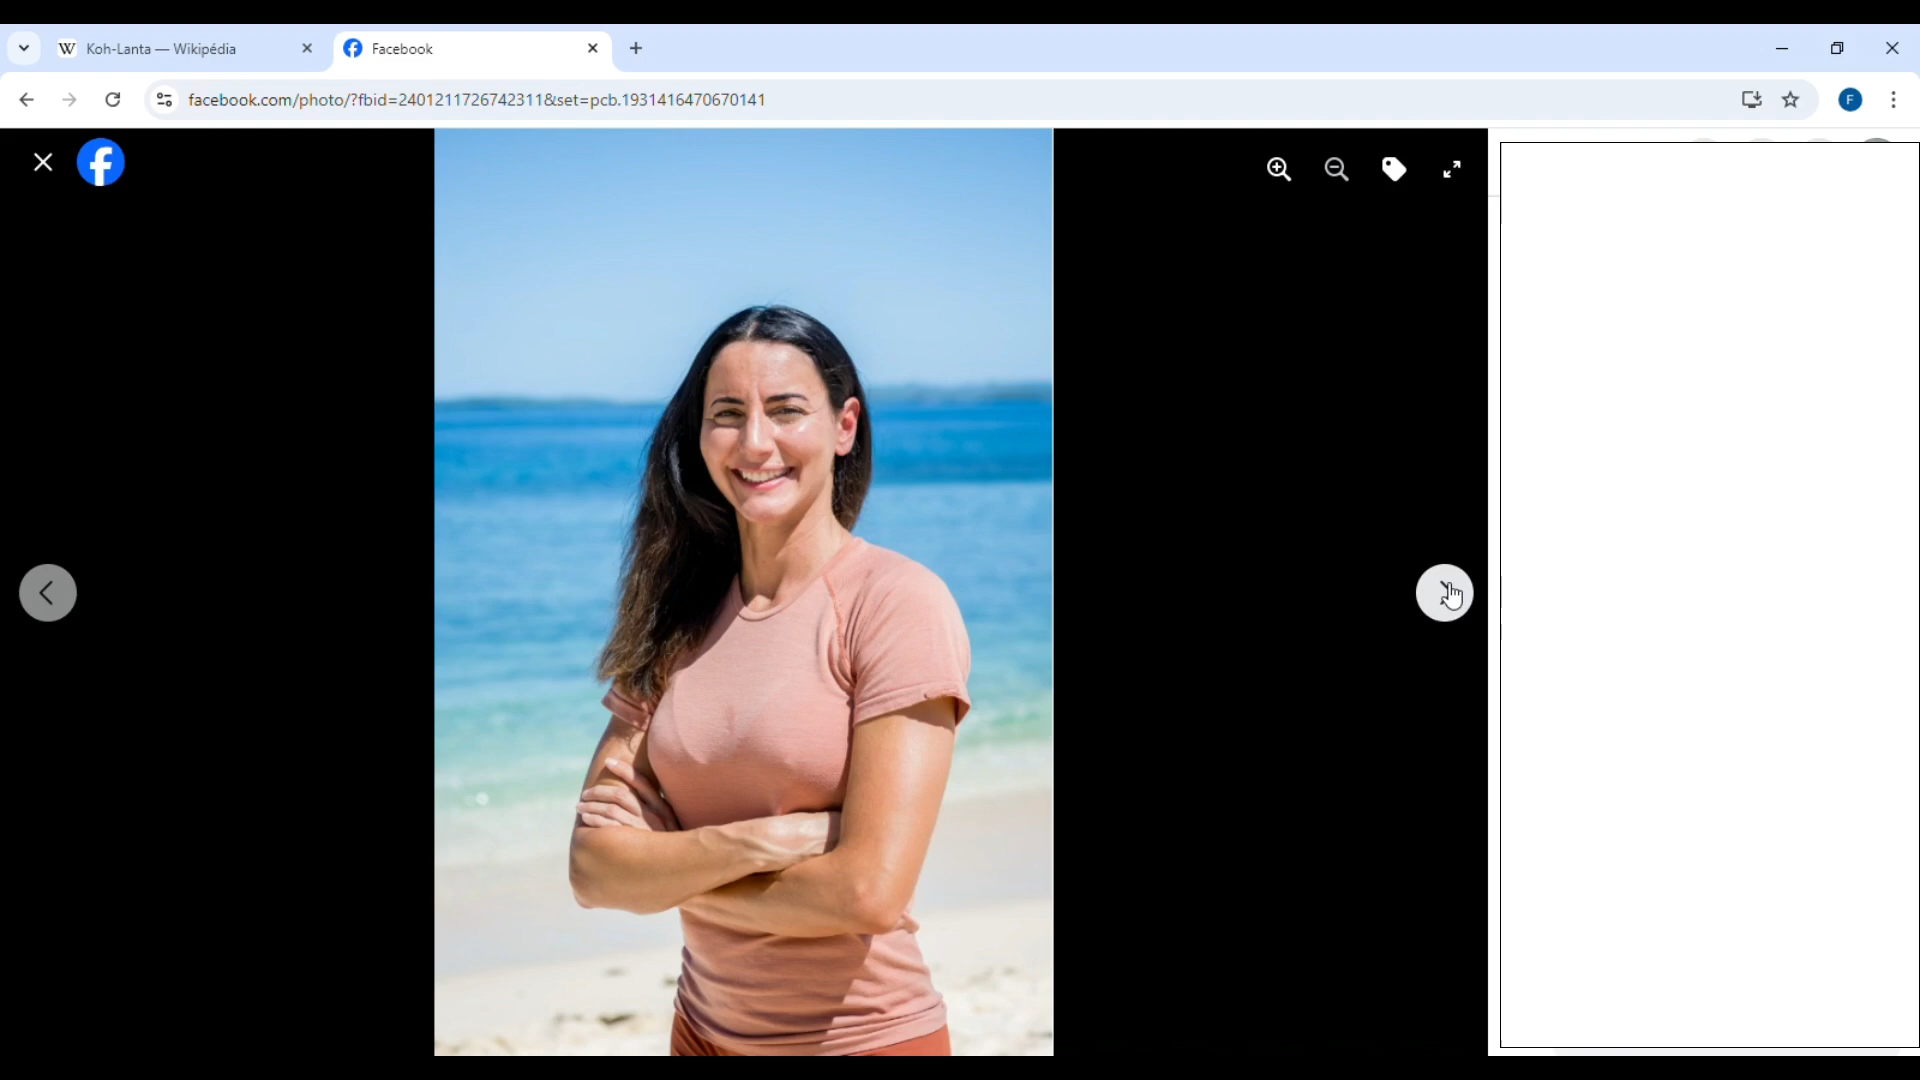 Koh-Lanta — Wikipédia
Facebook
facebook.com/photo/?fbid=2401211726742311&set=pcb.1931416470670141
F